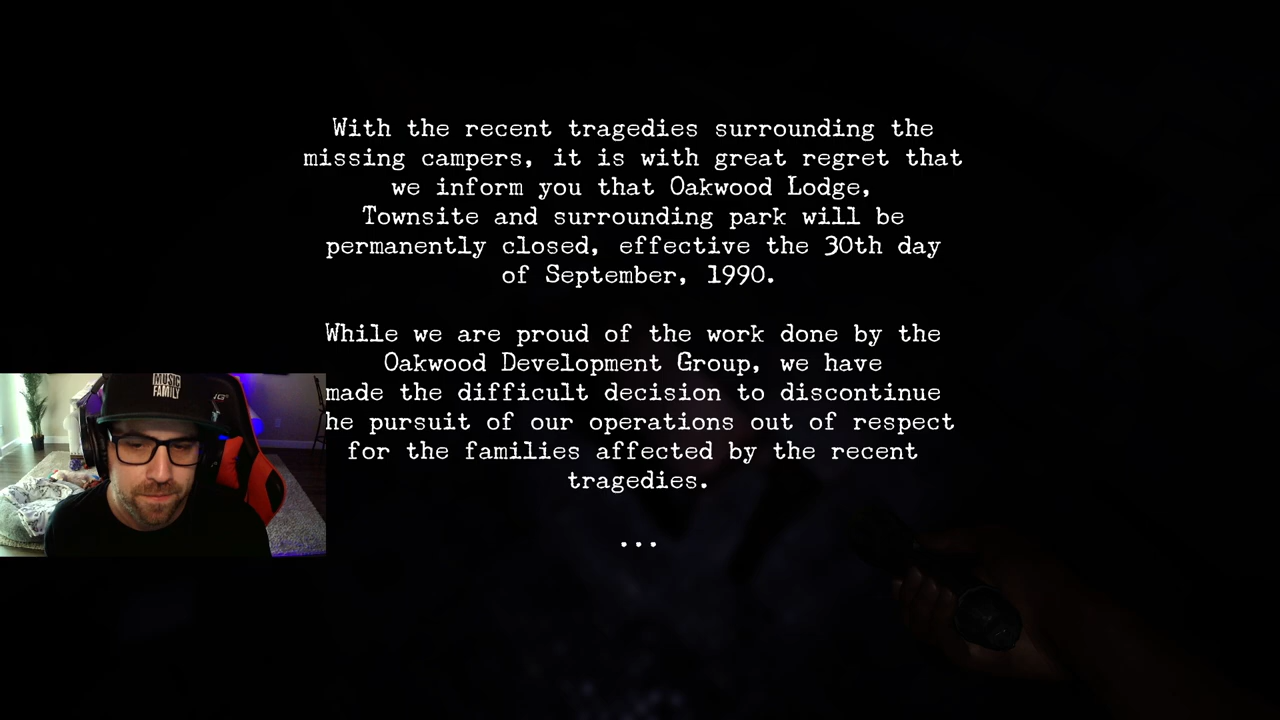 With the recent tragedies surrounding the
missing campers, it is with great regret that
we inform you that Oakwood Lodge,
Townsite and surrounding park will be
permanently closed, effective the 30th day
of September, 1990.
While we are proud of the work done by the
Oakwood Development Group, we have
made the difficult decision to discontinue
he pursuit of our operations out of respect
for the families affected by the recent
tragedies.
...
MUSIC
FAMILY